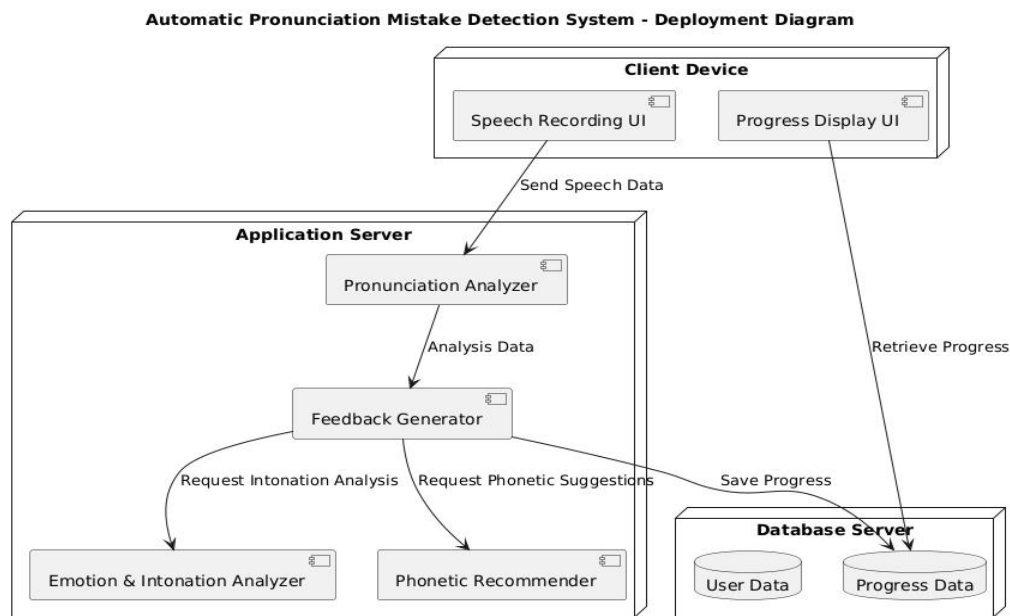 Automatic Pronunciation Mistake Detection System - Deployment Diagram
Client Device
Speech Recording UI
Progress Display UI
Send Speech Data
Application Server
Pronunciation Analyzer
Analysis Data
Retrieve Progress
Feedback Generator
Request Intonation Analysis
Request Phonetic Suggestions
Save Progress
Database Server
Emotion & Intonation Analyzer
Phonetic Recommender
User Data
Progress Data